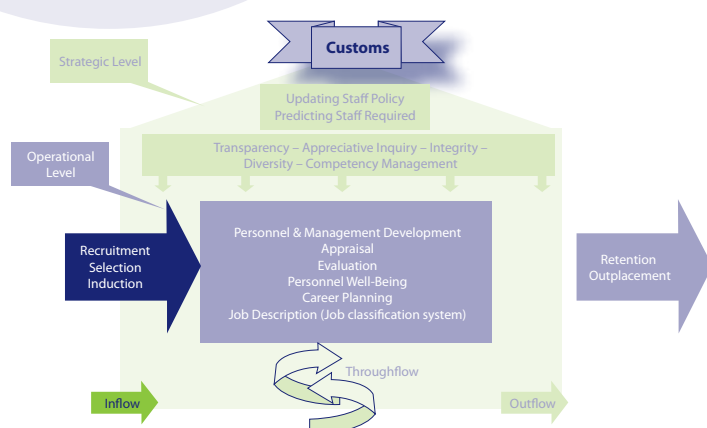 Customs
Strategic Level
Updating Staff Policy
Predicting Staff Required
Transparency – Appreciative Inquiry – Integrity –
Diversity – Competency Management
Operational
Level
Recruitment
Selection
Induction
Personnel & Management Development
Appraisal
Evaluation
Personnel Well-Being
Career Planning
Job Description (Job classification system)
Retention
Outplacement
Throughflow
Inflow
Outflow